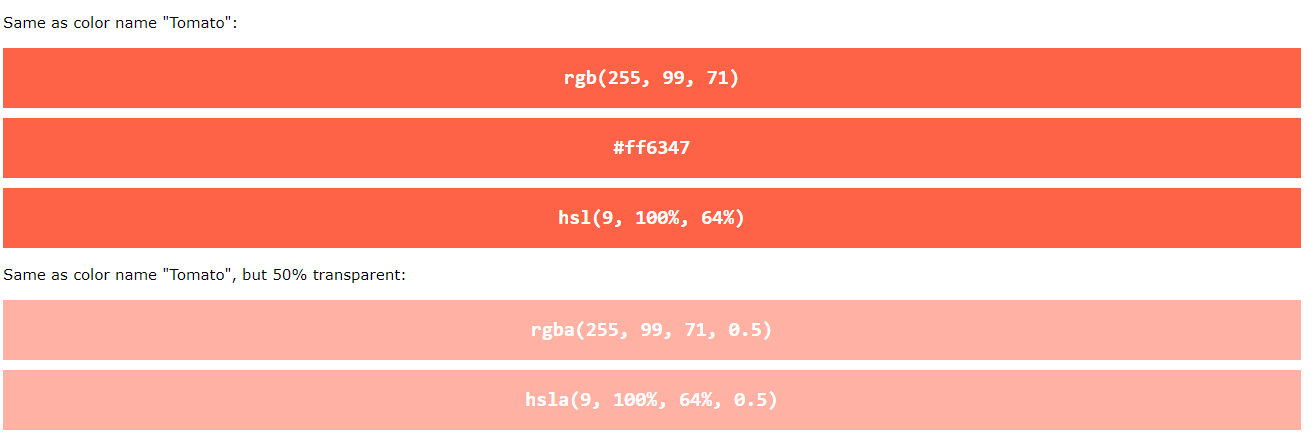 Same as color name "Tomato":
rgb(255, 99, 71)
#ff6347
hsl(9, 100%, 64%)
Same as color name "Tomato", but 50% transparent:
rgba(255, 99, 71, 0.5)
hsla(9, 100%, 64%, 0.5)